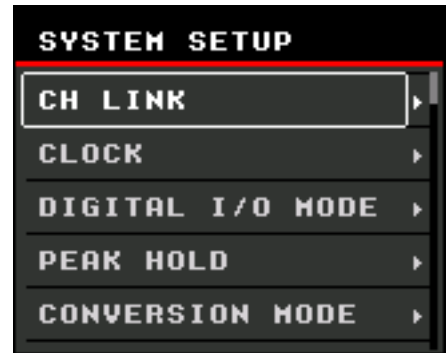 SYSTEM SETUP
CH LINK
CLOCK
DIGITAL I/O MODE
PEAK HOLD
CONVERSION MODE